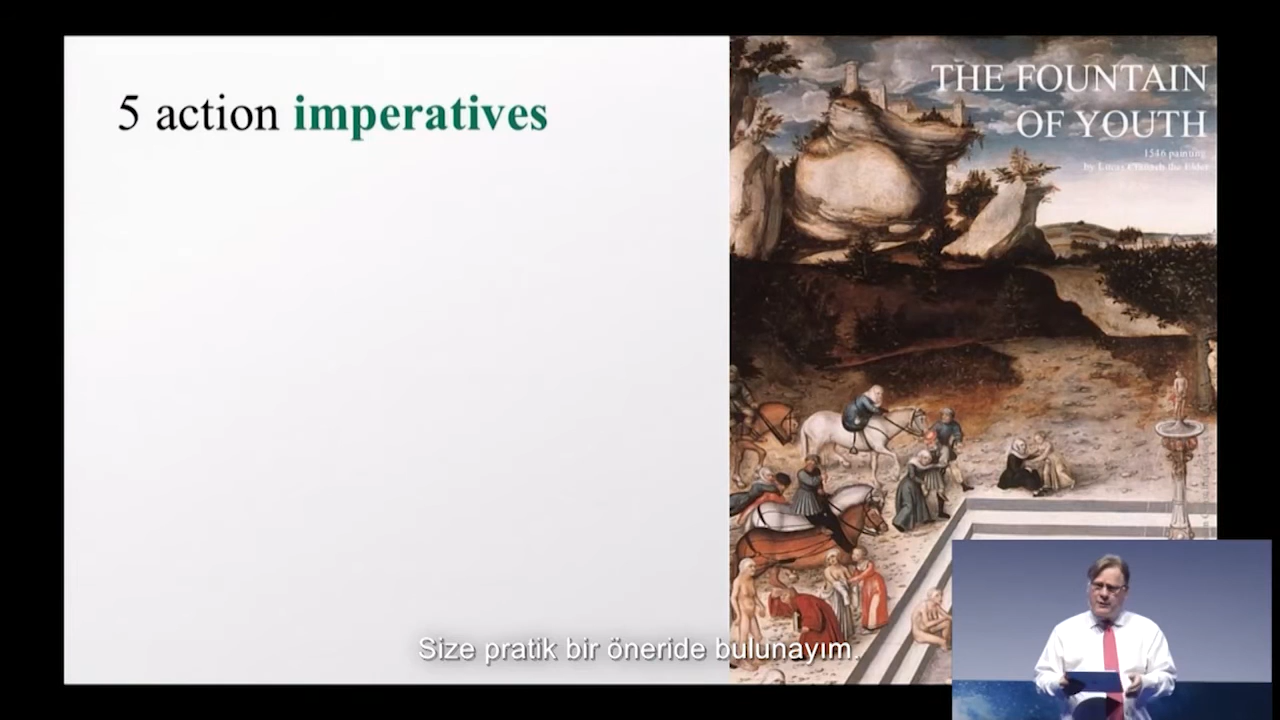 5 action imperatives
THE FOUNTAIN
OF YOUTH
1546 painting
by Lucas Cranach the Elder
Size pratik bir öneride bulunayım.